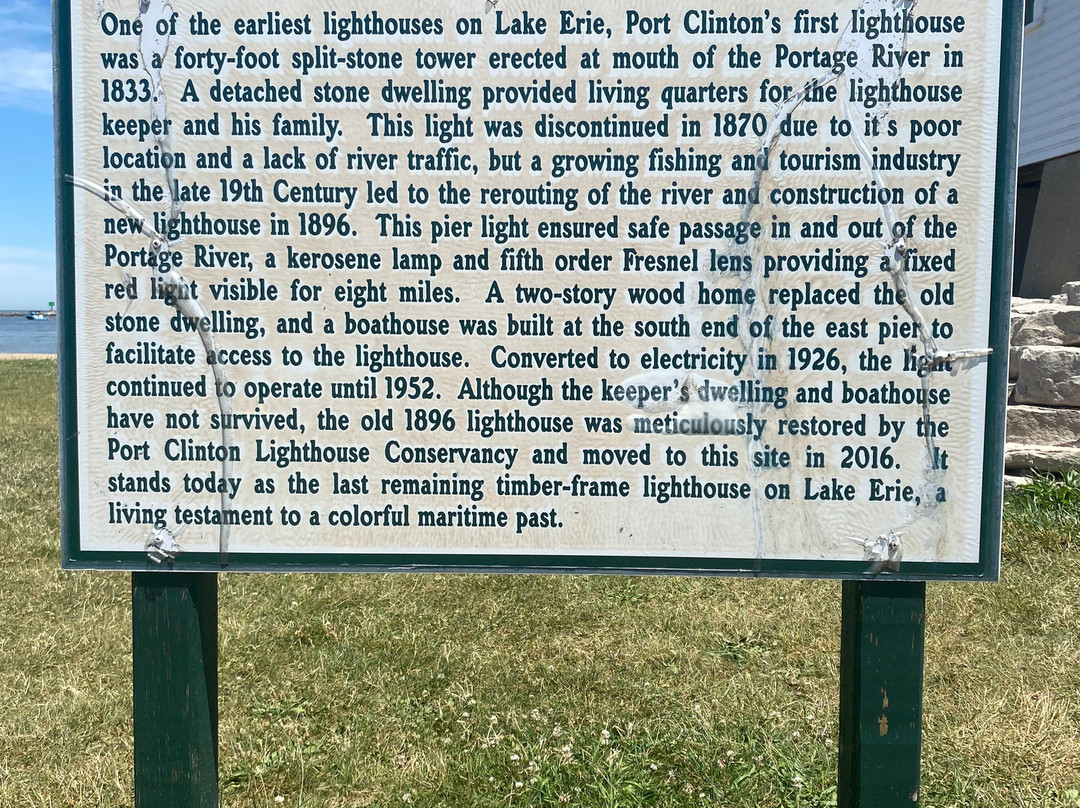 One of the earliest lighthouses on Lake Erie, Port Clinton's first lighthouse
was a forty-foot split-stone tower erected at mouth of the Portage River in
1833. A detached stone dwelling provided living quarters for the lighthouse
keeper and his family. This light was discontinued in 1870 due to it's poor
location and a lack of river traffic, but a growing fishing and tourism industry
in the late 19th Century led to the rerouting of the river and construction of a
new lighthouse in 1896. This pier light ensured safe passage in and out of the
Portage River, a kerosene lamp and fifth order Fresnel lens providing a fixed
red light visible for eight miles. A two-story wood home replaced the old
stone dwelling, and a boathouse was built at the south end of the east pier to
facilitate access to the lighthouse. Converted to electricity in 1926, the light
continued to operate until 1952. Although the keeper's dwelling and boathouse
have not survived, the old 1896 lighthouse was meticulously restored by the
Port Clinton Lighthouse Conservancy and moved to this site in 2016. It
stands today as the last remaining timber-frame lighthouse on Lake Erie, a
living testament to a colorful maritime past.